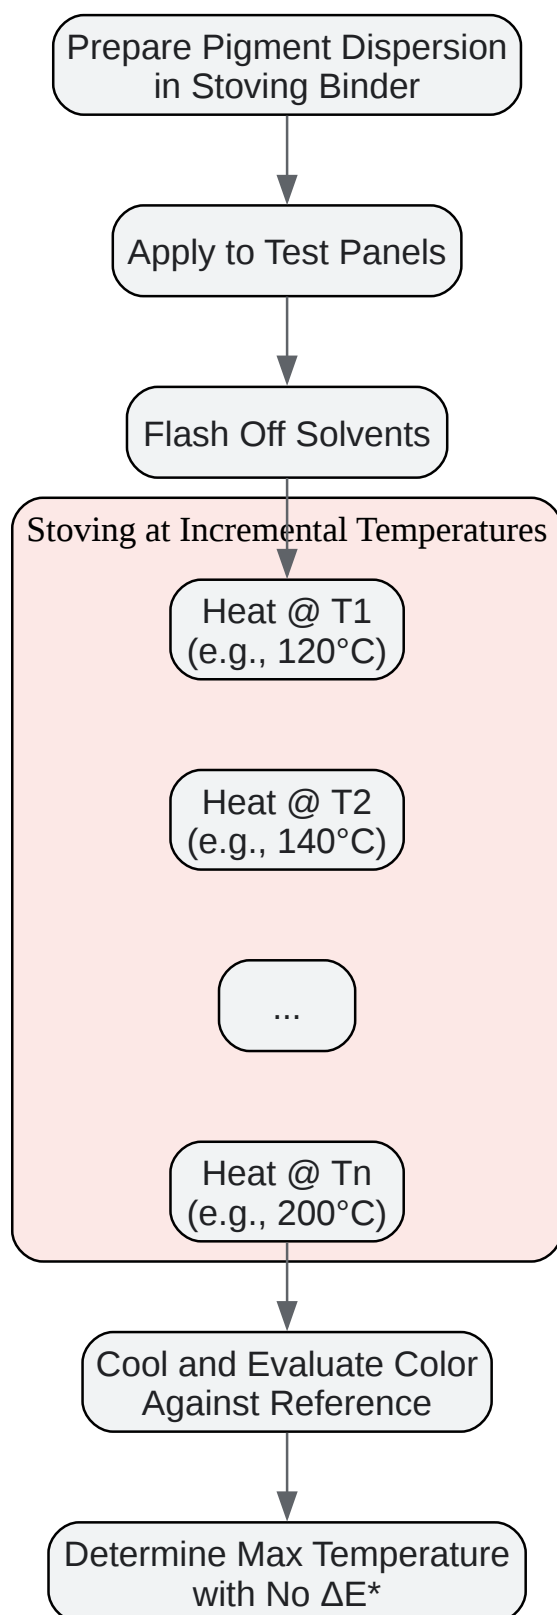 Prepare Pigment Dispersion
in Stoving Binder
Apply to Test Panels
Flash Off Solvents
Stoving at Incremental Temperatures
Heat @ T1
(e.g., 120°C)
Heat @ T2
(e.g., 140°C)
...
Heat @ Tn
(e.g., 200°C)
Cool and Evaluate Color
Against Reference
Determine Max Temperature
with No ΔE*